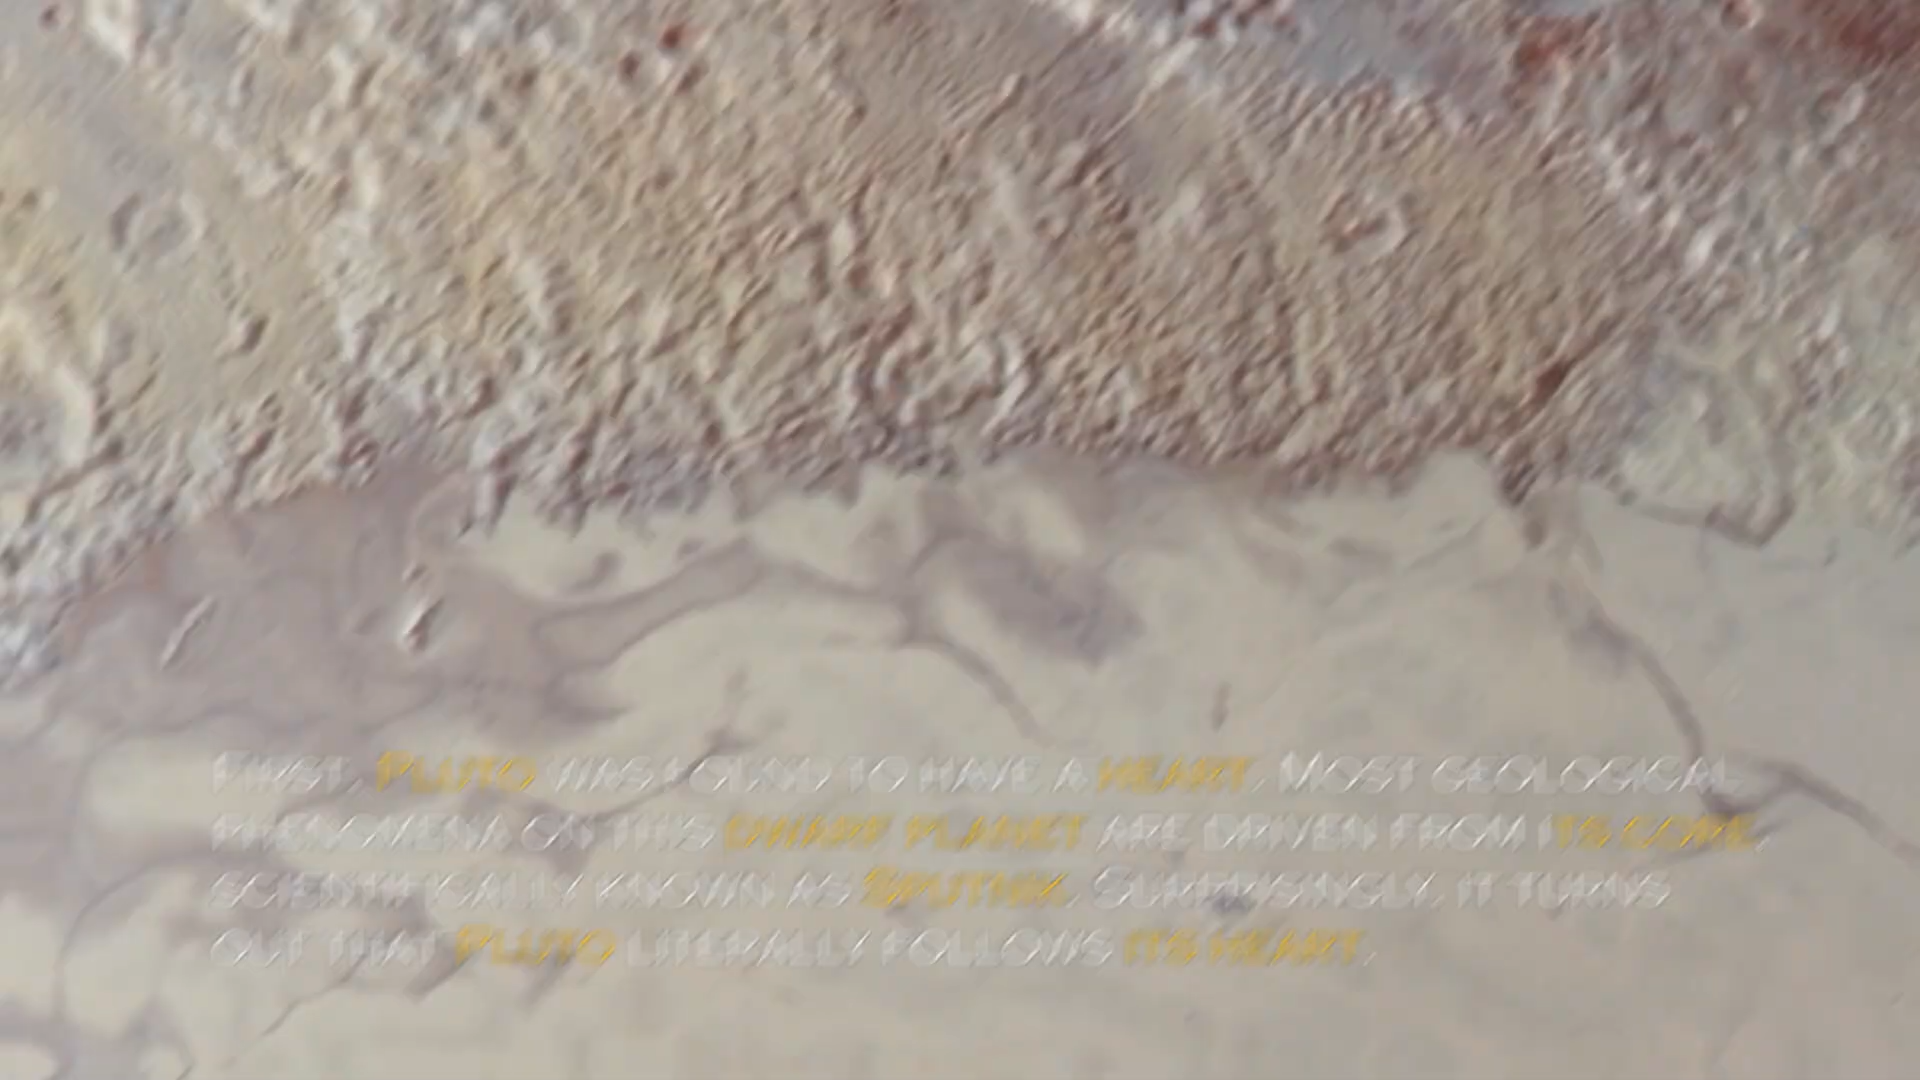 First, Pluto was found to have a heart. Most geological
phenomena on this dwarf planet are driven from its core,
scientifically known as Sputnik. Surprisingly, it turns
out that Pluto literally follows its heart.